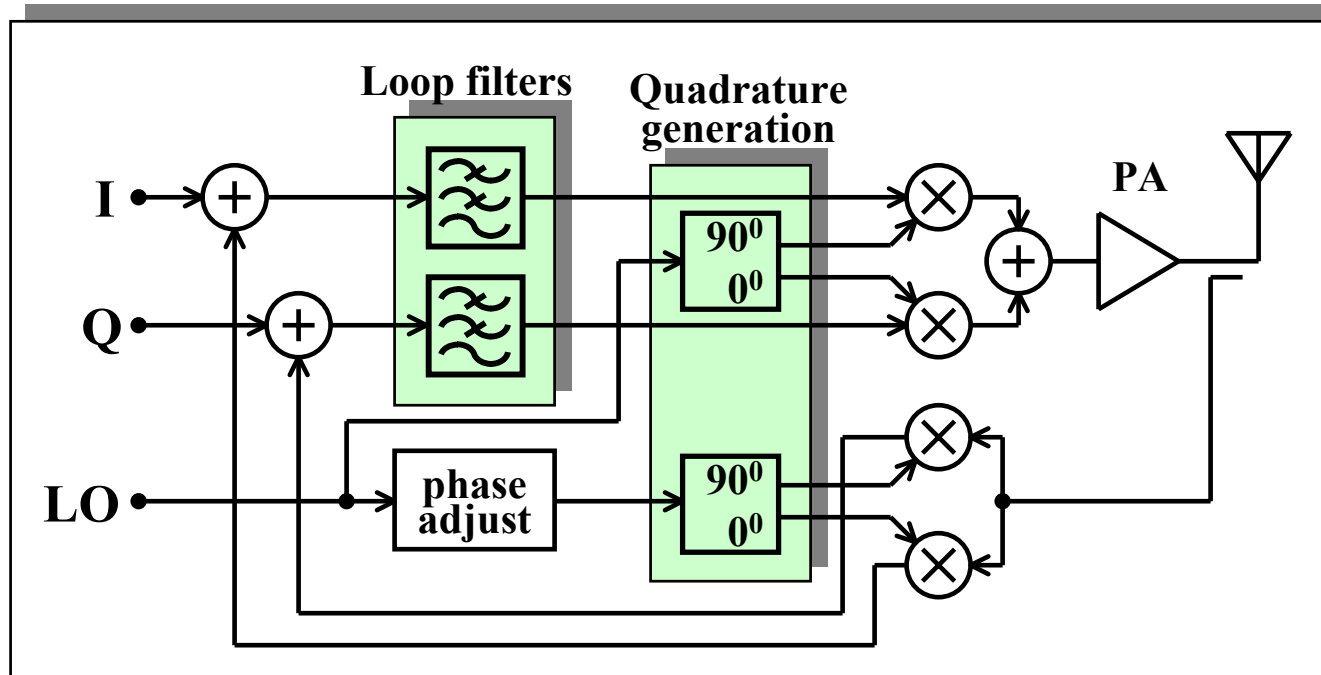 Loop filters
Quadrature
generation
PA
I
90⁰
0⁰
Q
LO
phase
adjust
90⁰
0⁰